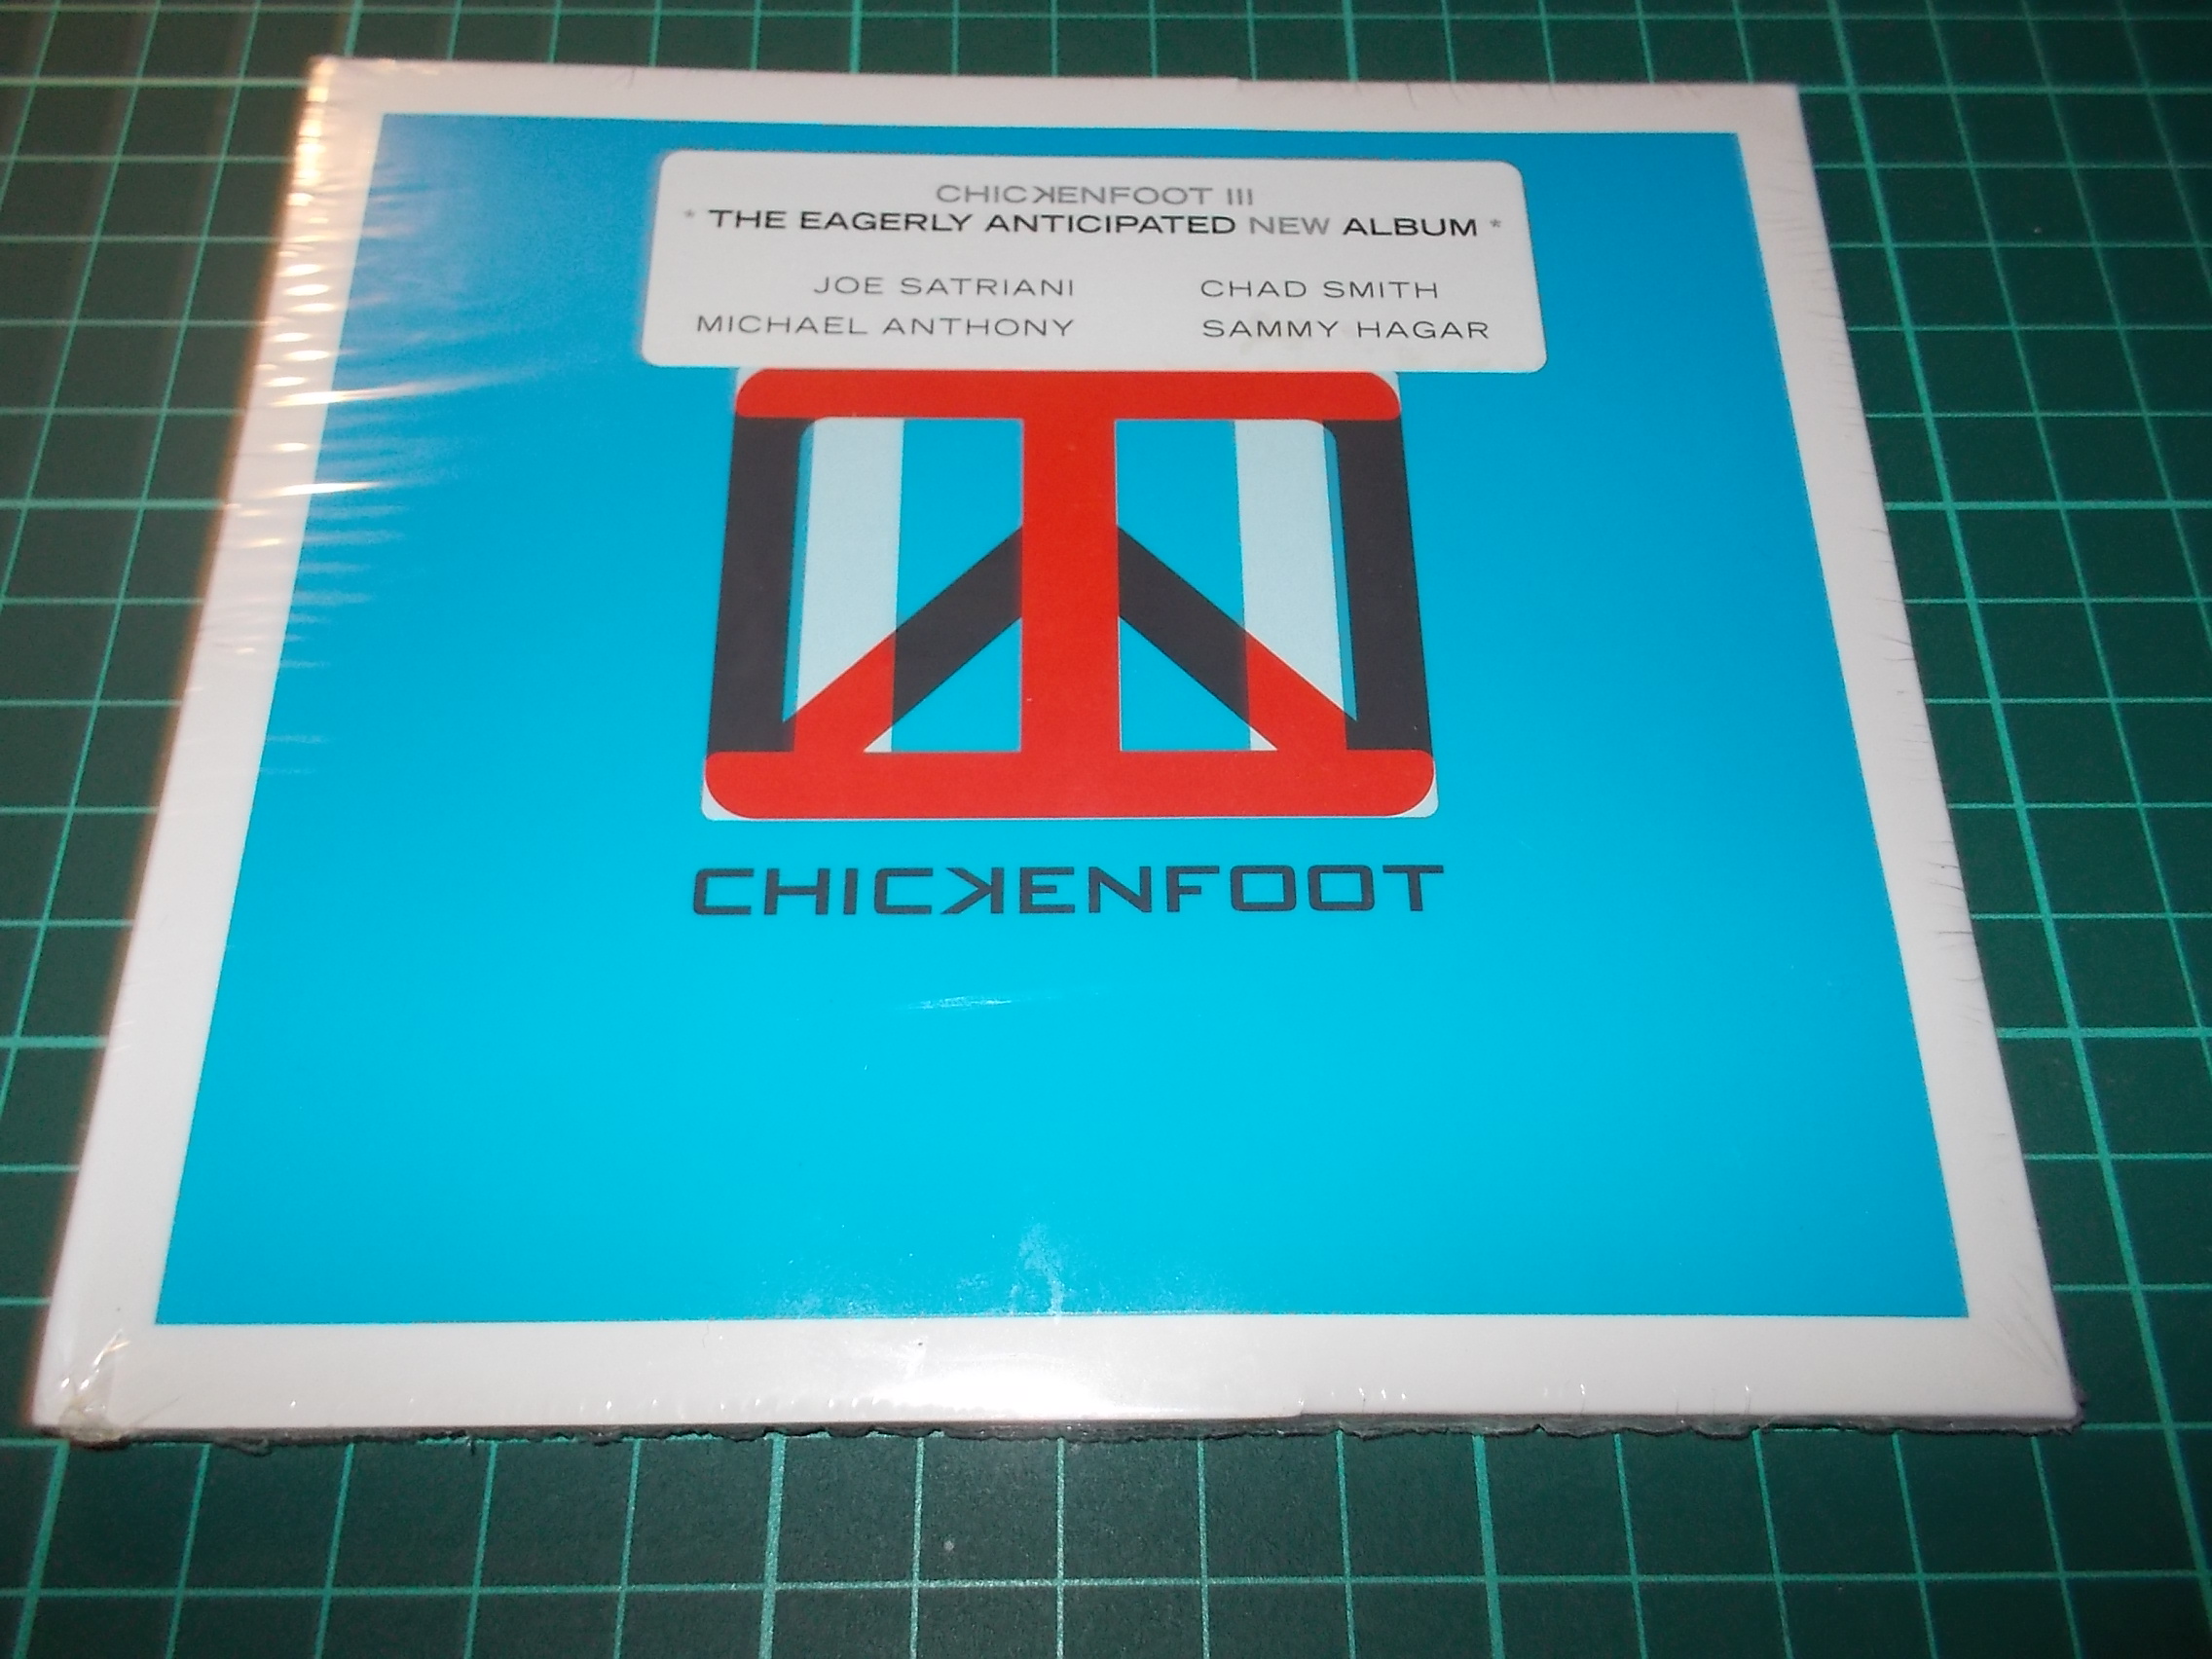 CHICKENFOOT III
* THE EAGERLY ANTICIPATED NEW ALBUM *
JOE SATRIANI CHAD SMITH
MICHAEL ANTHONY SAMMY HAGAR
CHICKENFOOT